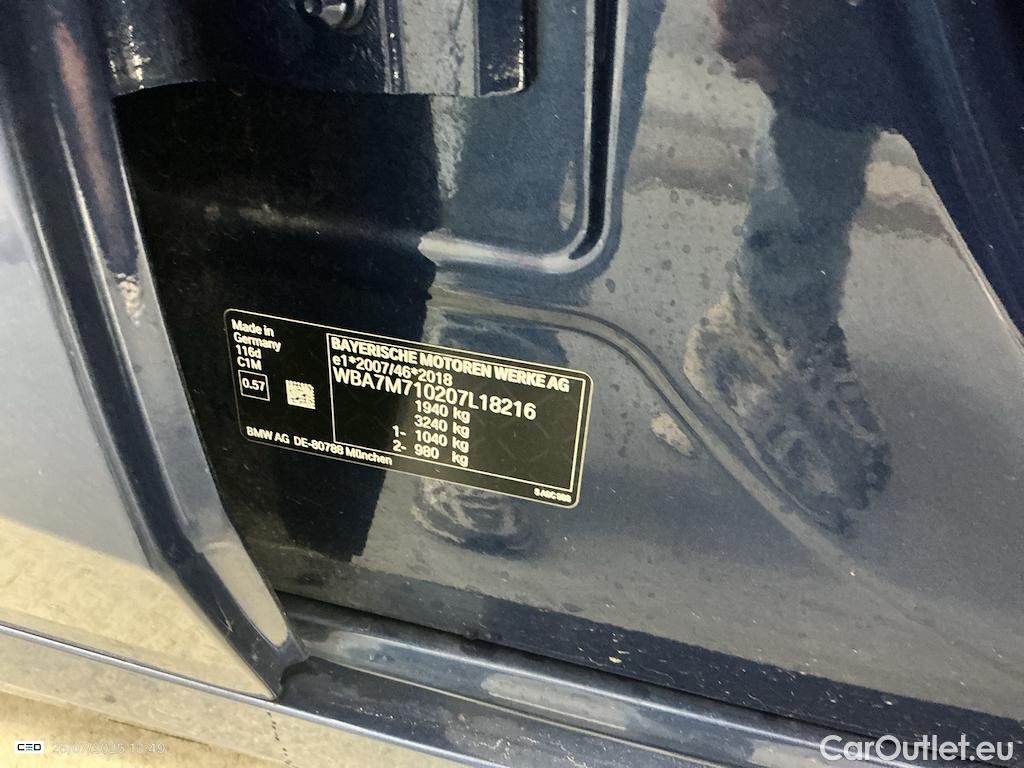 Made in
Germany
116d
C1M
0.57
BMW AG DE-80788 München
BAYERISCHE MOTOREN WERKE AG
e1*2007/46*2018
WBA7M710207L18216
1940 kg
3240 kg
1- 1040 kg
2- 980 kg
CEO
CarOutlet.eu